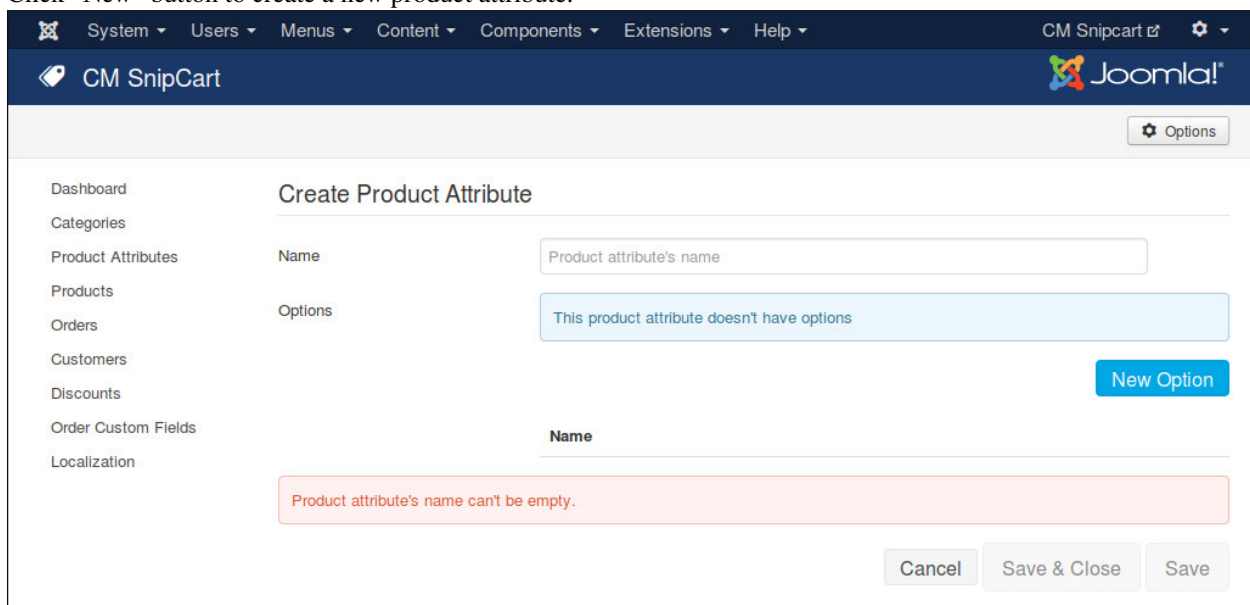 Click "New" button to create a new product attribute.
System Users Menus Content Components Extensions Help CM Snipcart
CM SnipCart Joomla!®
Options
Dashboard
Create Product Attribute
Categories
Product Attributes
Name Product attribute's name
Products
Options This product attribute doesn't have options
Orders
Customers
New Option
Discounts
Order Custom Fields
Name
Localization
Product attribute's name can't be empty.
Cancel Save & Close Save